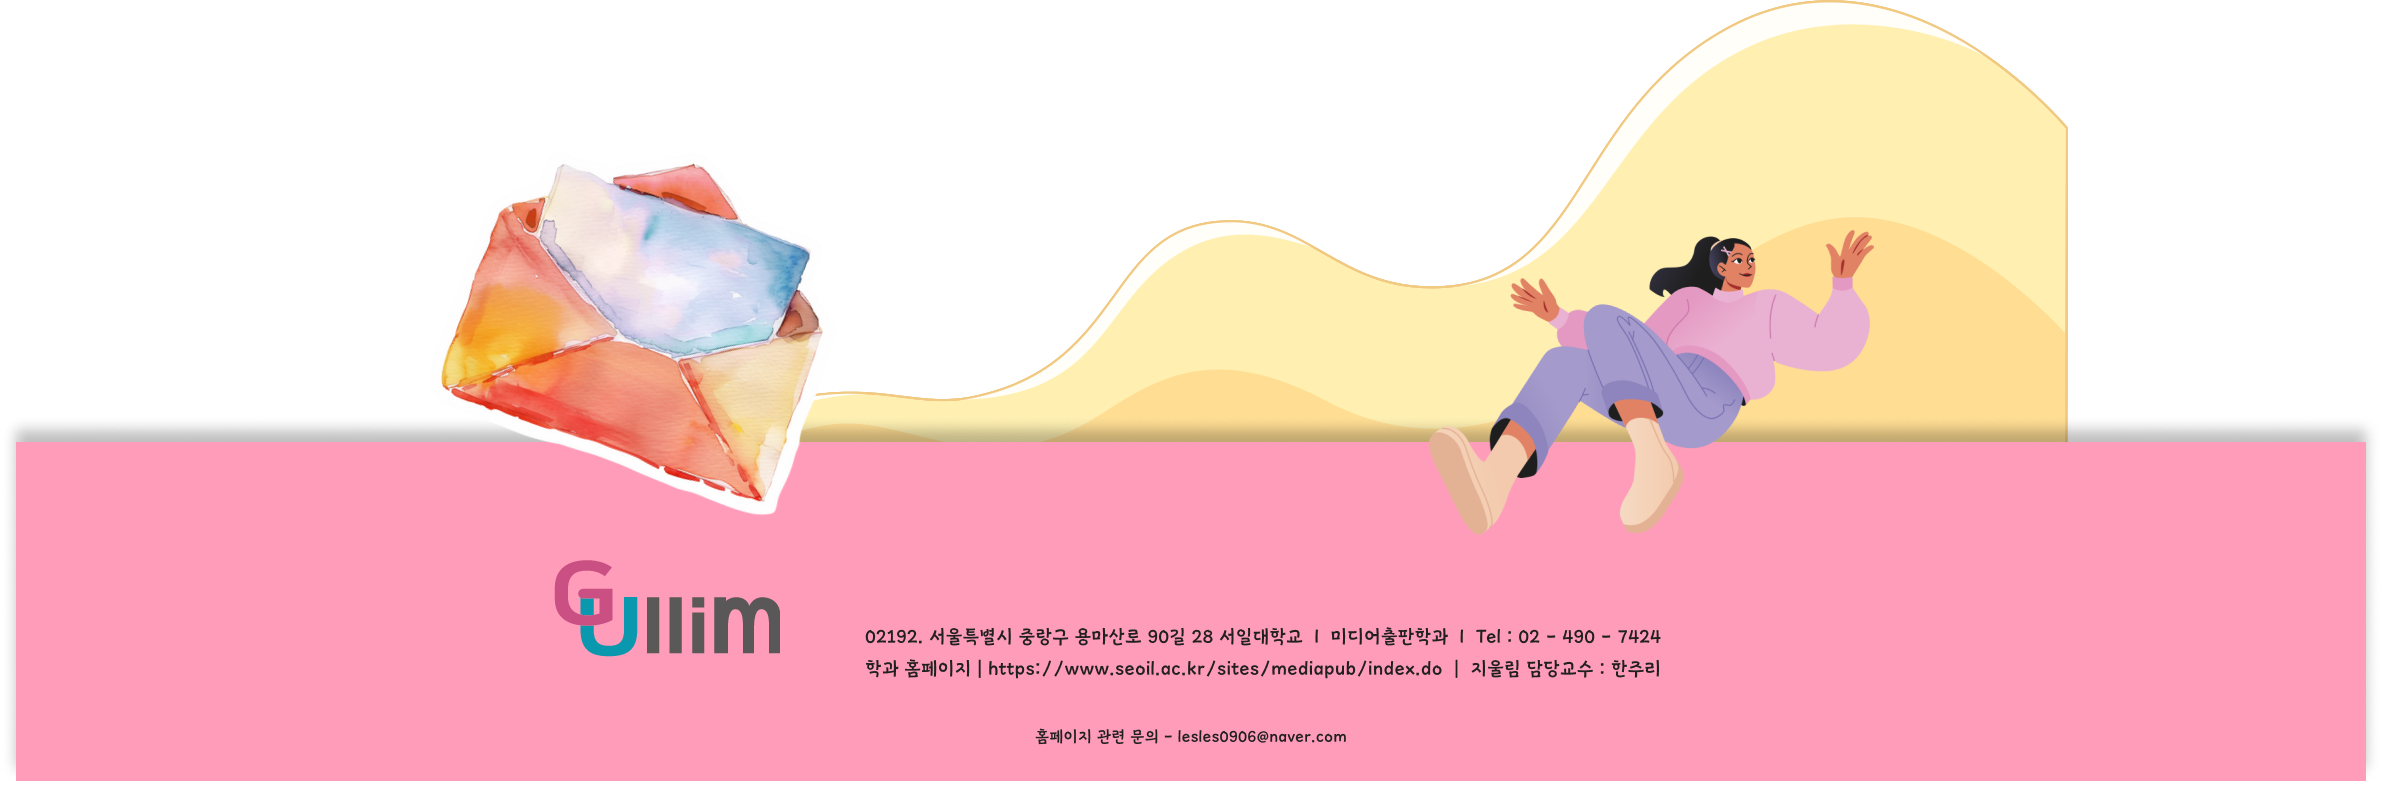 GUllim
02192. 서울특별시 중랑구 용마산로 90길 28 서일대학교 I 미디어출판학과 I Tel : 02 - 490 - 7424
학과 홈페이지 | https://www.seoil.ac.kr/sites/mediapub/index.do | 지울림 담당교수 : 한주리
홈페이지 관련 문의 - lesles0906@naver.com